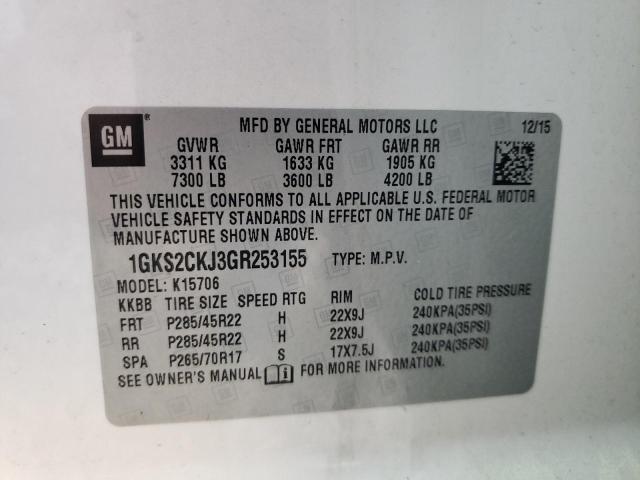 GM
MFD BY GENERAL MOTORS LLC 12/15
GVWR GAWR FRT GAWR RR
3311 KG 1633 KG 1905 KG
7300 LB 3600 LB 4200 LB
THIS VEHICLE CONFORMS TO ALL APPLICABLE U.S. FEDERAL MOTOR
VEHICLE SAFETY STANDARDS IN EFFECT ON THE DATE OF
MANUFACTURE SHOWN ABOVE.
1GKS2CKJ3GR253155 TYPE: M.P.V.
MODEL: K15706
KKBB TIRE SIZE SPEED RTG RIM COLD TIRE PRESSURE
FRT P285/45R22 H 22X9J 240KPA(35PSI)
RR P285/45R22 H 22X9J 240KPA(35PSI)
SPA P265/70R17 S 17X7.5J 240KPA(35PSI)
SEE OWNER'S MANUAL FOR MORE INFORMATION.